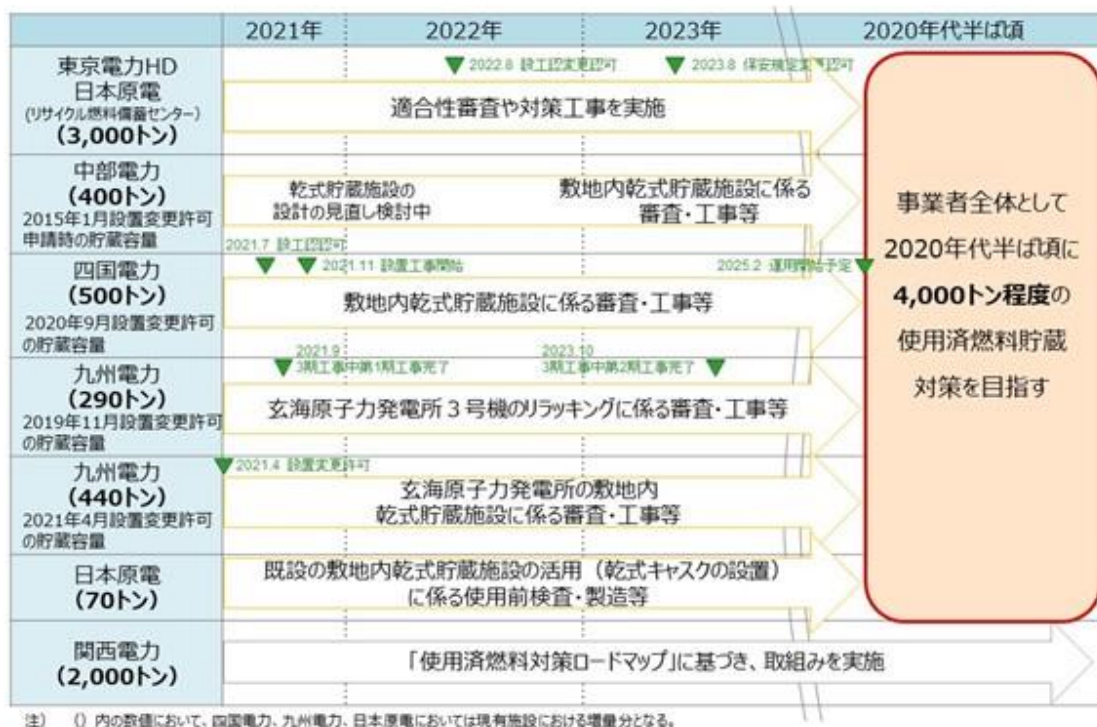 2021年 2022年 2023年 2020年代半ば頃
東京電力HD
日本原電
(リサイクル燃料備蓄センター)
(3,000トン)
2022.8 設工認変更認可
2023.8 保安規定変更認可
適合性審査や対策工事を実施
中部電力
(400トン)
2015年1月設置変更許可
申請時の貯蔵容量
乾式貯蔵施設の
設計の見直し検討中
敷地内乾式貯蔵施設に係る
審査・工事等
四国電力
(500トン)
2020年9月設置変更許可
の貯蔵容量
2021.7 設工認認可
2021.11 設置工事開始
2025.2 運用開始予定
敷地内乾式貯蔵施設に係る審査・工事等
九州電力
(290トン)
2019年11月設置変更許可
の貯蔵容量
2021.9
3期工事中第1期工事完了
2023.10
3期工事中第2期工事完了
玄海原子力発電所3号機のリラッキングに係る審査・工事等
九州電力
(440トン)
2021年4月設置変更許可
の貯蔵容量
2021.4 設置変更許可
玄海原子力発電所の敷地内
乾式貯蔵施設に係る審査・工事等
日本原電
(70トン)
既設の敷地内乾式貯蔵施設の活用(乾式キャスクの設置)
に係る使用前検査・製造等
関西電力
(2,000トン)
「使用済燃料対策ロードマップ」に基づき、取組みを実施
事業者全体として
2020年代半ば頃に
4,000トン程度の
使用済燃料貯蔵
対策を目指す
注) ()内の数値において、四国電力、九州電力、日本原電においては現有施設における増量分となる。